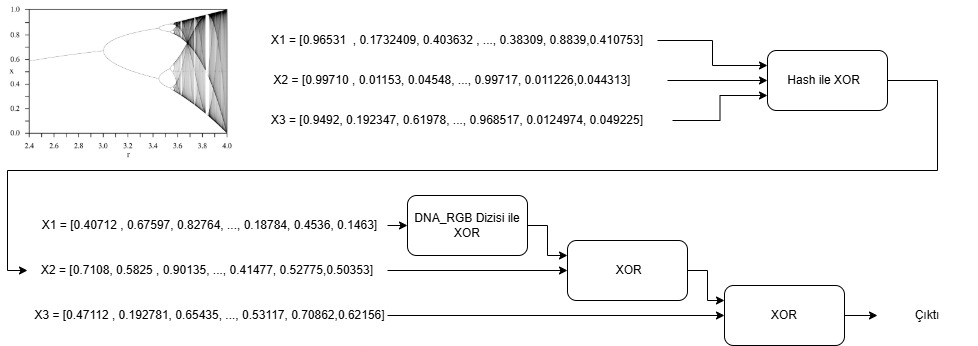 1.0
0.8
0.6
x
0.4
0.2
0.0
2.4 2.6 2.8 3.0 3.2 3.4 3.6 3.8 4.0
r
X1 = [0.96531 , 0.1732409, 0.403632 , ..., 0.38309, 0.8839,0.410753]
X2 = [0.99710 , 0.01153, 0.04548, ..., 0.99717, 0.011226,0.044313]
X3 = [0.9492, 0.192347, 0.61978, ..., 0.968517, 0.0124974, 0.049225]
Hash ile XOR
X1 = [0.40712 , 0.67597, 0.82764, ..., 0.18784, 0.4536, 0.1463]
DNA_RGB Dizisi ile
XOR
X2 = [0.7108, 0.5825 , 0.90135, ..., 0.41477, 0.52775,0.50353]
XOR
X3 = [0.47112 , 0.192781, 0.65435, ..., 0.53117, 0.70862,0.62156]
XOR
Çıktı